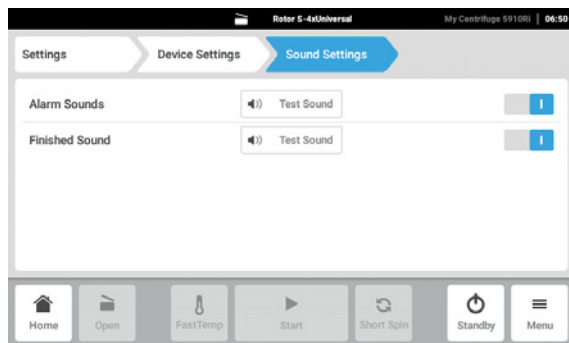 Rotor S-4xUniversal My Centrifuge 5910Ri | 06:50
Settings Device Settings Sound Settings
Alarm Sounds Test Sound I
Finished Sound Test Sound I
Home Open FastTemp Start Short Spin Standby Menu